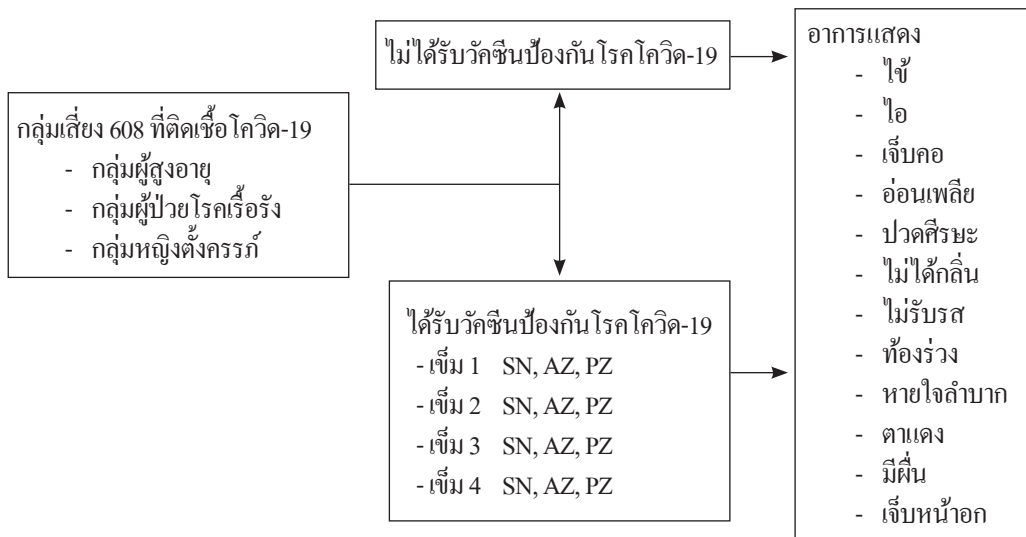 กลุ่มเสี่ยง 608 ที่ติดเชื้อโควิด-19
- กลุ่มผู้สูงอายุ
- กลุ่มผู้ป่วยโรคเรื้อรัง
- กลุ่มหญิงตั้งครรภ์
ไม่ได้รับวัคซีนป้องกันโรคโควิด-19
ได้รับวัคซีนป้องกันโรคโควิด-19
- เข็ม 1 SN, AZ, PZ
- เข็ม 2 SN, AZ, PZ
- เข็ม 3 SN, AZ, PZ
- เข็ม 4 SN, AZ, PZ
อาการแสดง
- ไข้
- ไอ
- เจ็บคอ
- อ่อนเพลีย
- ปวดศีรษะ
- ไม่ได้กลิ่น
- ไม่รับรส
- ท้องร่วง
- หายใจลำบาก
- ตาแดง
- มีผื่น
- เจ็บหน้าอก